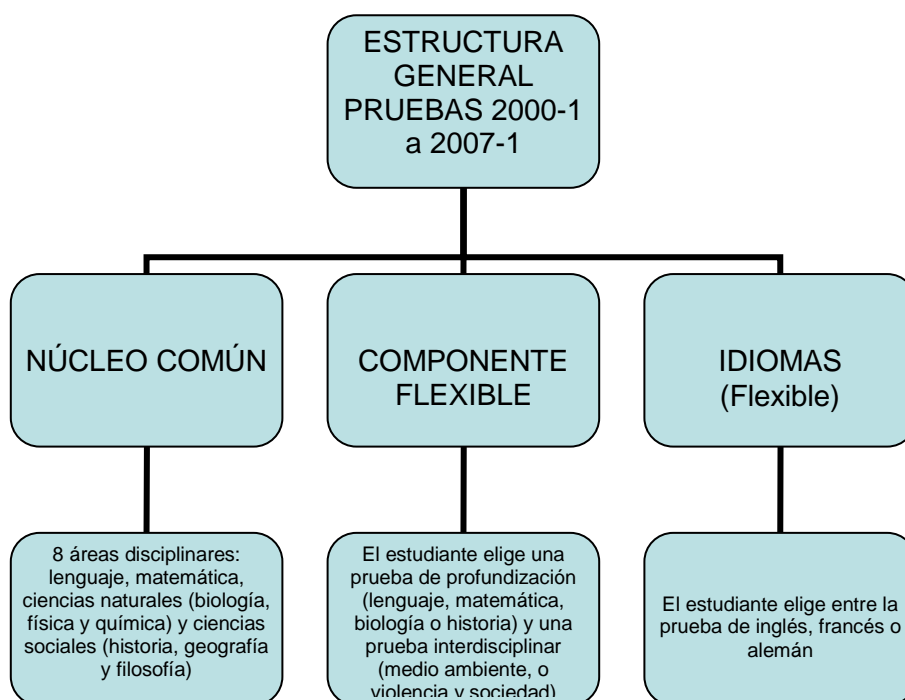 ESTRUCTURA
GENERAL
PRUEBAS 2000-1
a 2007-1
NÚCLEO COMÚN
COMPONENTE
FLEXIBLE
IDIOMAS
(Flexible)
8 áreas disciplinares:
lenguaje, matemática,
ciencias naturales (biología,
física y química) y ciencias
sociales (historia, geografía
y filosofía)
El estudiante elige una
prueba de profundización
(lenguaje, matemática,
biología o historia) y una
prueba interdisciplinar
(medio ambiente, o
violencia y sociedad)
El estudiante elige entre la
prueba de inglés, francés o
alemán